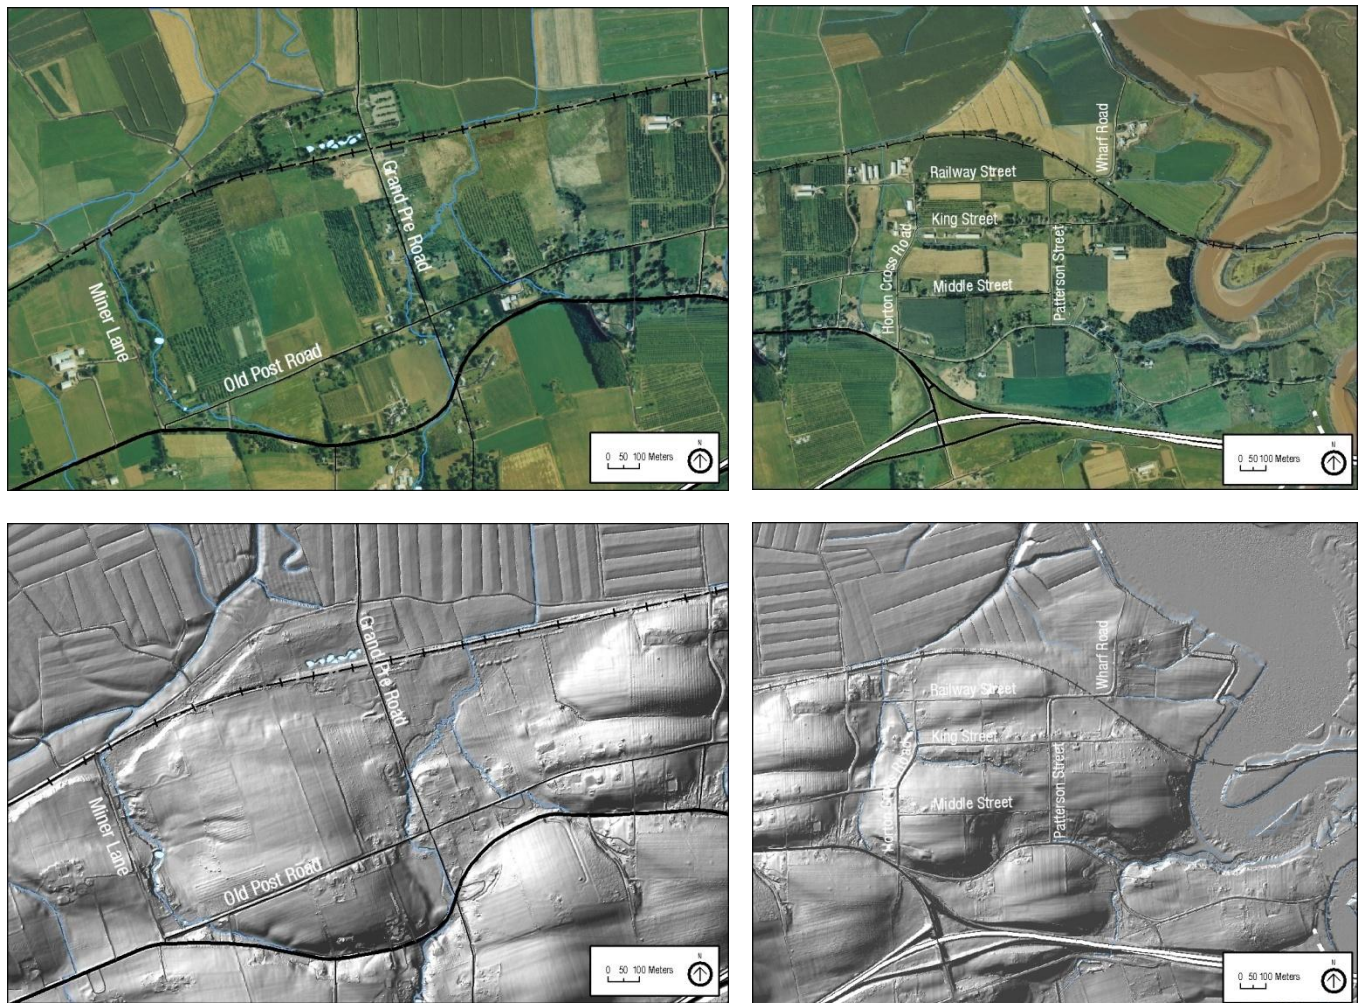 Grand Pre Road
Miner Lane
Old Post Road
N
0 50 100 Meters
Wharf Road
Railway Street
King Street
Horton Cross Road
Patterson Street
Middle Street
N
0 50 100 Meters
Grand Pre Road
Miner Lane
Old Post Road
N
0 50 100 Meters
Wharf Road
Railway Street
King Street
Horton Cross Road
Patterson Street
Middle Street
N
0 50 100 Meters